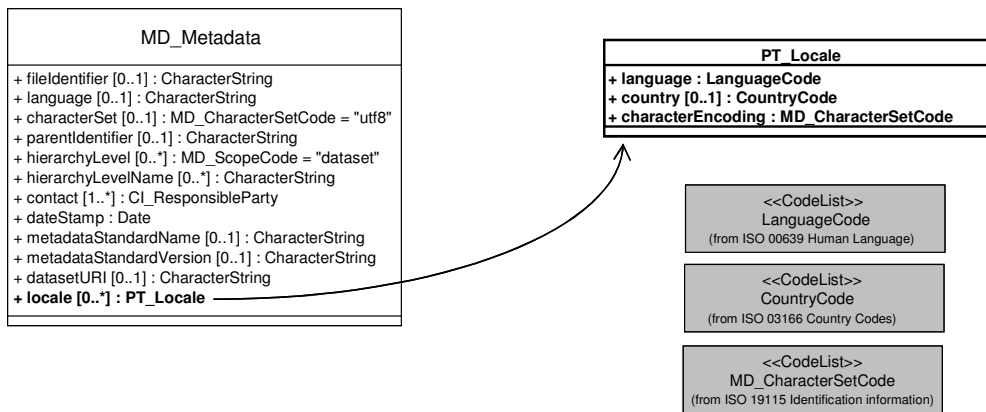 MD_Metadata
+ fileIdentifier [0..1] : CharacterString
+ language [0..1] : CharacterString
+ characterSet [0..1] : MD_CharacterSetCode = "utf8"
+ parentIdentifier [0..1] : CharacterString
+ hierarchyLevel [0..*] : MD_ScopeCode = "dataset"
+ hierarchyLevelName [0..*] : CharacterString
+ contact [1..*] : CI_ResponsibleParty
+ dateStamp : Date
+ metadataStandardName [0..1] : CharacterString
+ metadataStandardVersion [0..1] : CharacterString
+ datasetURI [0..1] : CharacterString
+ locale [0..*] : PT_Locale
PT_Locale
+ language : LanguageCode
+ country [0..1] : CountryCode
+ characterEncoding : MD_CharacterSetCode
<<CodeList>>
LanguageCode
(from ISO 00639 Human Language)
<<CodeList>>
CountryCode
(from ISO 03166 Country Codes)
<<CodeList>>
MD_CharacterSetCode
(from ISO 19115 Identification information)